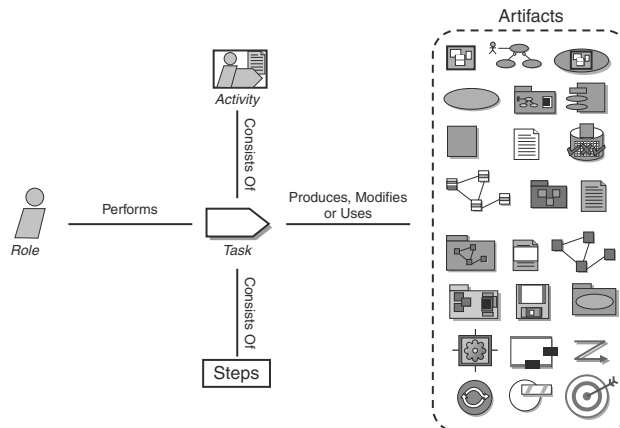 Artifacts
Activity
Consists Of
Performs
Produces, Modifies
or Uses
Role
Task
Consists Of
Steps